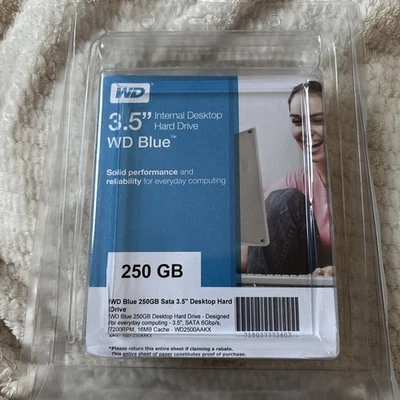 WD
3.5" Internal Desktop
Hard Drive
WD Blue™
Solid performance and
reliability for everyday computing
250 GB
WD Blue 250GB Sata 3.5" Desktop Hard
Drive
WD Blue 250GB Desktop Hard Drive - Designed
for everyday computing - 3.5", SATA 6Gb/s,
7200RPM, 16MB Cache - WD2500AAKX
*Please return this entire sheet if claiming a rebate.
This entire sheet of paper constitutes proof of purchase.